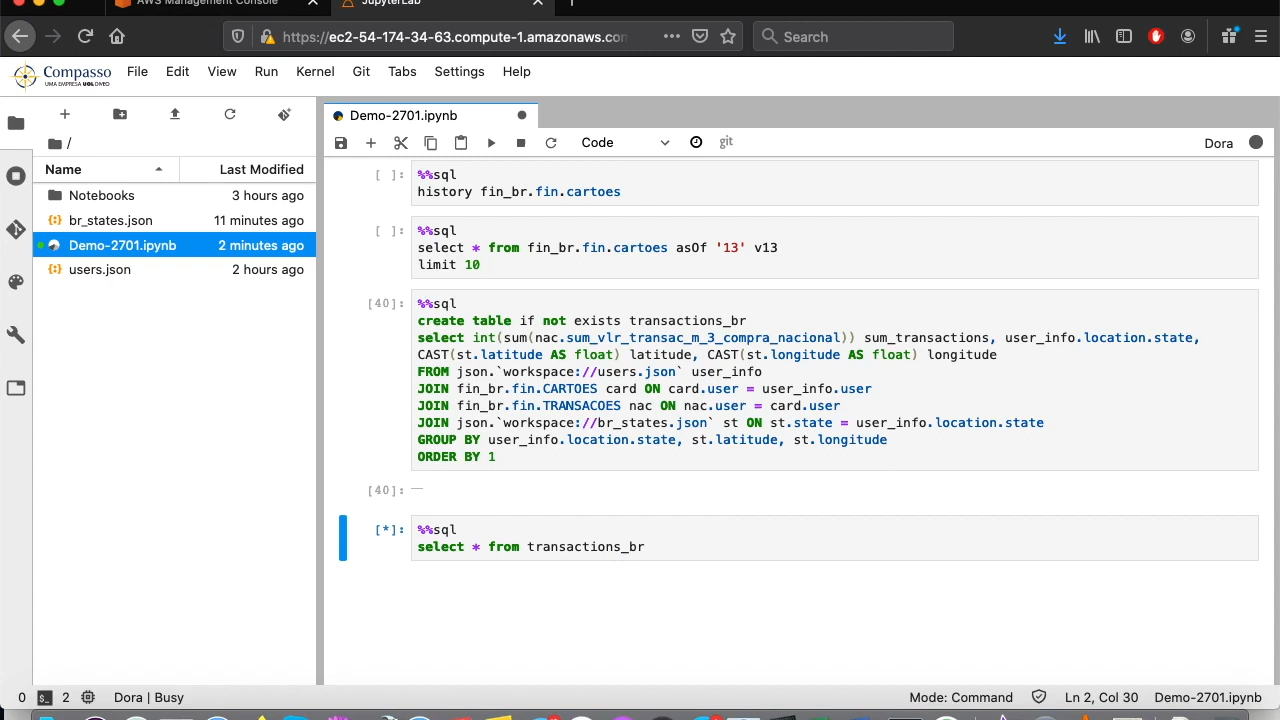 AWS Management Console
JupyterLab
https://ec2-54-174-34-63.compute-1.amazonaws.con
Search
Compasso
UMA EMPRESA UOL DIVEO
File Edit View Run Kernel Git Tabs Settings Help
/
Name Last Modified
Notebooks 3 hours ago
br_states.json 11 minutes ago
Demo-2701.ipynb 2 minutes ago
users.json 2 hours ago
Demo-2701.ipynb
Code git Dora
[ ]: %%sql
history fin_br.fin.cartoes
[ ]: %%sql
select * from fin_br.fin.cartoes asOf '13' v13
limit 10
[40]: %%sql
create table if not exists transactions_br
select int(sum(nac.sum_vlr_transac_m_3_compra_nacional)) sum_transactions, user_info.location.state,
CAST(st.latitude AS float) latitude, CAST(st.longitude AS float) longitude
FROM json.`workspace://users.json` user_info
JOIN fin_br.fin.CARTOES card ON card.user = user_info.user
JOIN fin_br.fin.TRANSACOES nac ON nac.user = card.user
JOIN json.`workspace://br_states.json` st ON st.state = user_info.location.state
GROUP BY user_info.location.state, st.latitude, st.longitude
ORDER BY 1
[40]: —
[*]: %%sql
select * from transactions_br
0 2 Dora | Busy Mode: Command Ln 2, Col 30 Demo-2701.ipynb